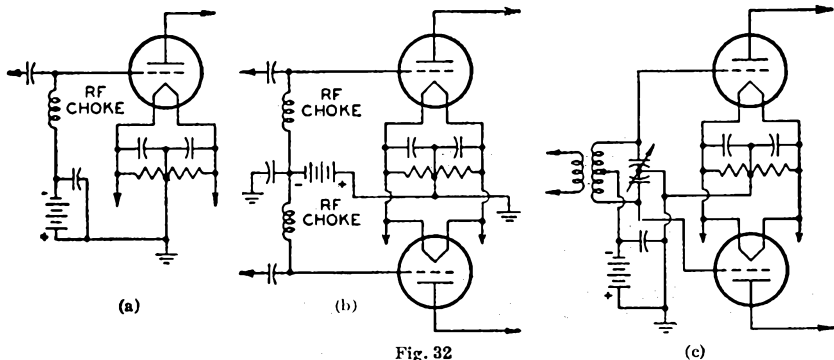 RF
CHOKE
RF
CHOKE
RF
CHOKE
-
+
- +
-
+
(a)
(b)
(c)
Fig. 32